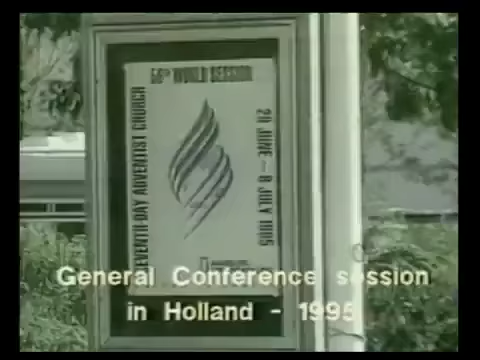 56TH WORLD SESSION
SEVENTH-DAY ADVENTIST CHURCH
29 JUNE - 8 JULY 1995
General Conference session
in Holland - 1995